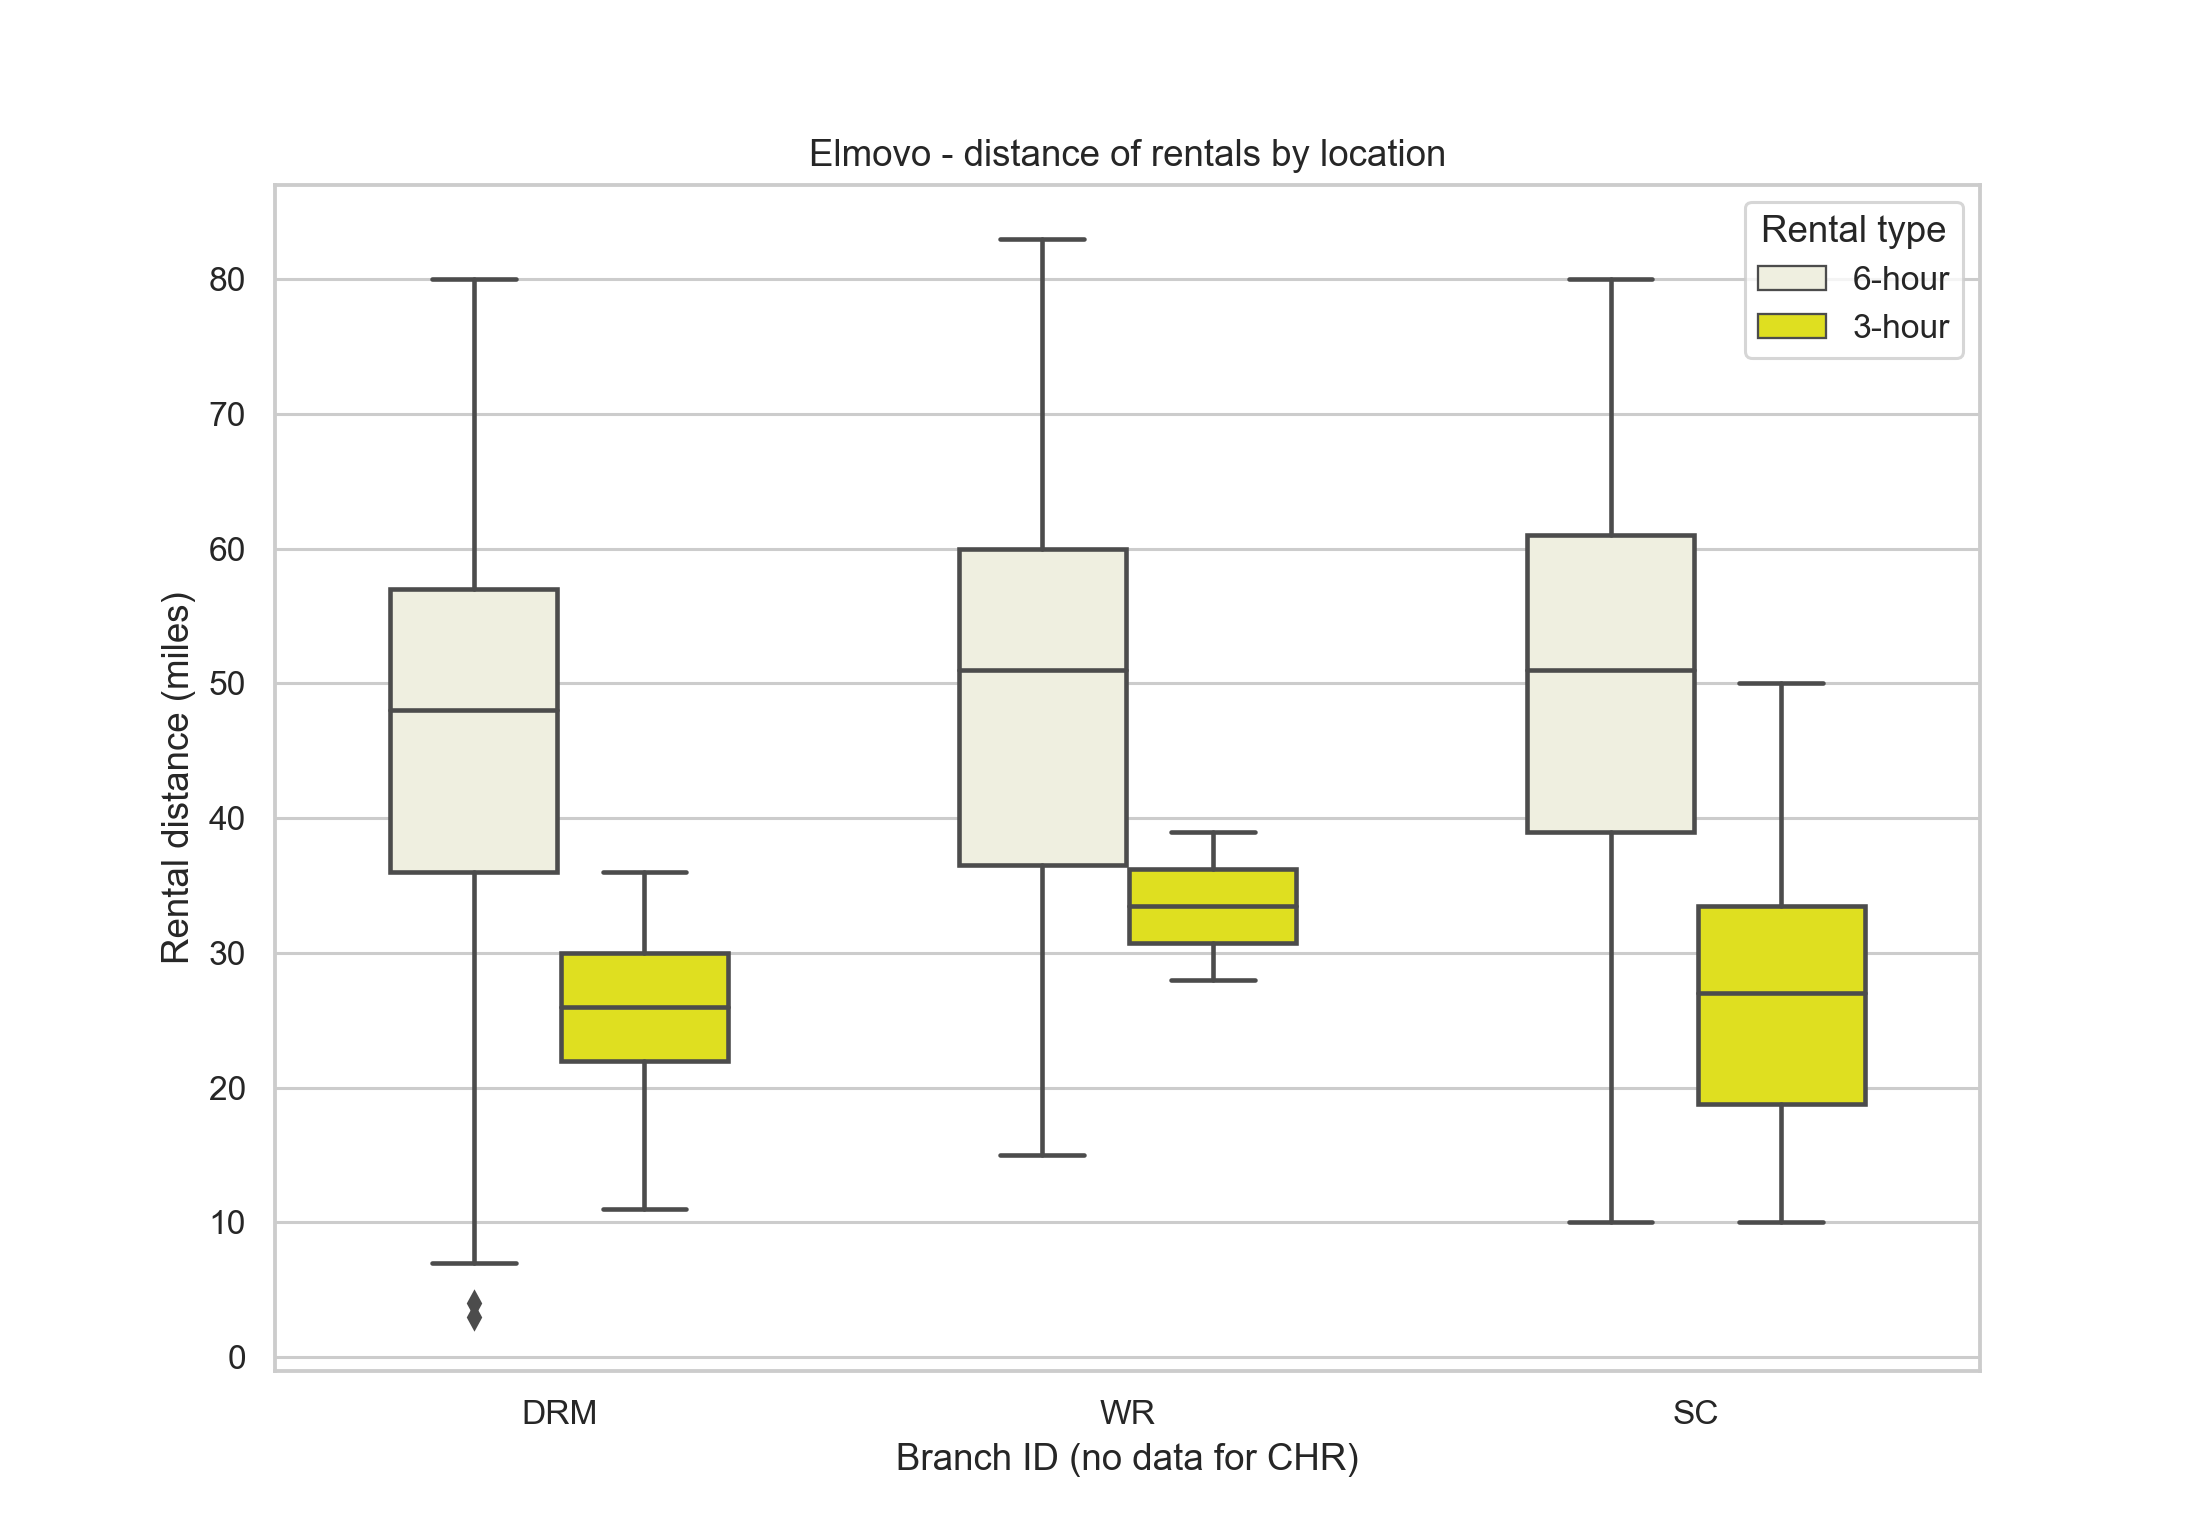 Elmovo - distance of rentals by location
Rental type
6-hour
3-hour
80
70
60
50
40
30
20
10
0
Rental distance (miles)
DRM
WR
SC
Branch ID (no data for CHR)